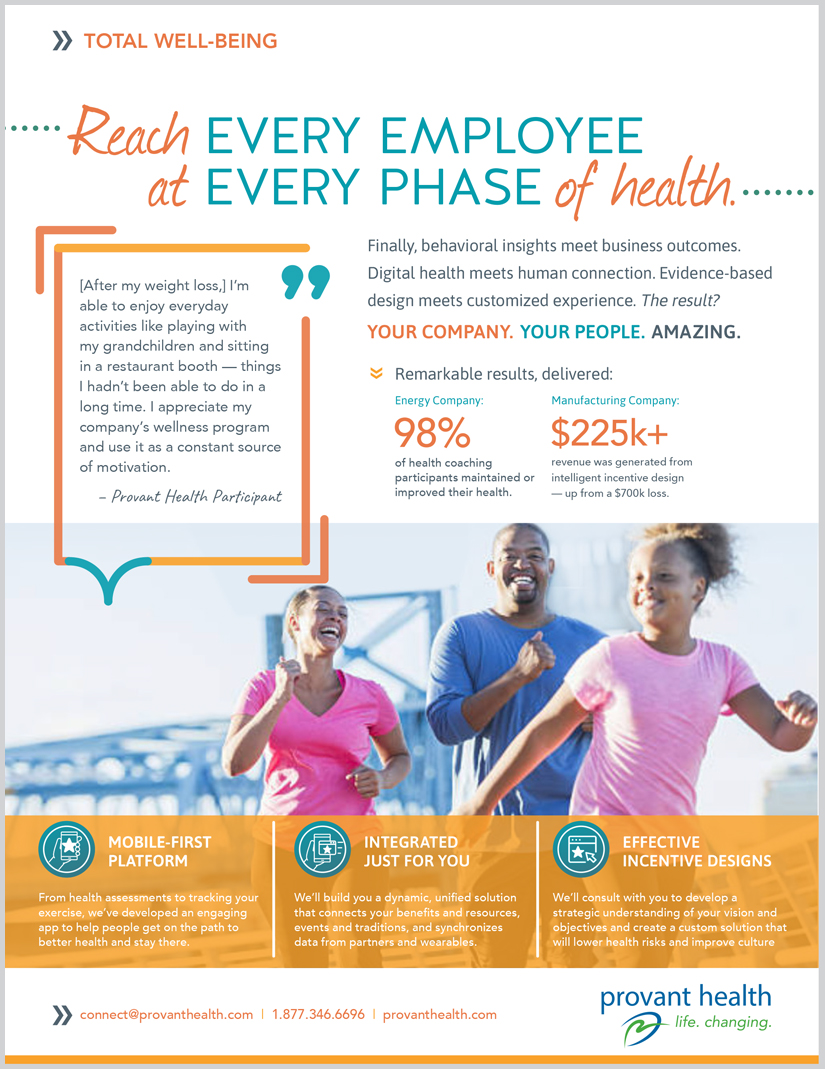 TOTAL WELL-BEING
Reach EVERY EMPLOYEE
at EVERY PHASE of health.
[After my weight loss,] I'm
able to enjoy everyday
activities like playing with
my grandchildren and sitting
in a restaurant booth — things
I hadn't been able to do in a
long time. I appreciate my
company's wellness program
and use it as a constant source
of motivation.
– Provant Health Participant
Finally, behavioral insights meet business outcomes.
Digital health meets human connection. Evidence-based
design meets customized experience. The result?
YOUR COMPANY. YOUR PEOPLE. AMAZING.
Remarkable results, delivered:
Energy Company:
98%
of health coaching
participants maintained or
improved their health.
Manufacturing Company:
$225k+
revenue was generated from
intelligent incentive design
— up from a $700k loss.
MOBILE-FIRST
PLATFORM
From health assessments to tracking your
exercise, we've developed an engaging
app to help people get on the path to
better health and stay there.
INTEGRATED
JUST FOR YOU
We'll build you a dynamic, unified solution
that connects your benefits and resources,
events and traditions, and synchronizes
data from partners and wearables.
EFFECTIVE
INCENTIVE DESIGNS
We'll consult with you to develop a
strategic understanding of your vision and
objectives and create a custom solution that
will lower health risks and improve culture
connect@provanthealth.com | 1.877.346.6696 | provanthealth.com
provant health
life. changing.